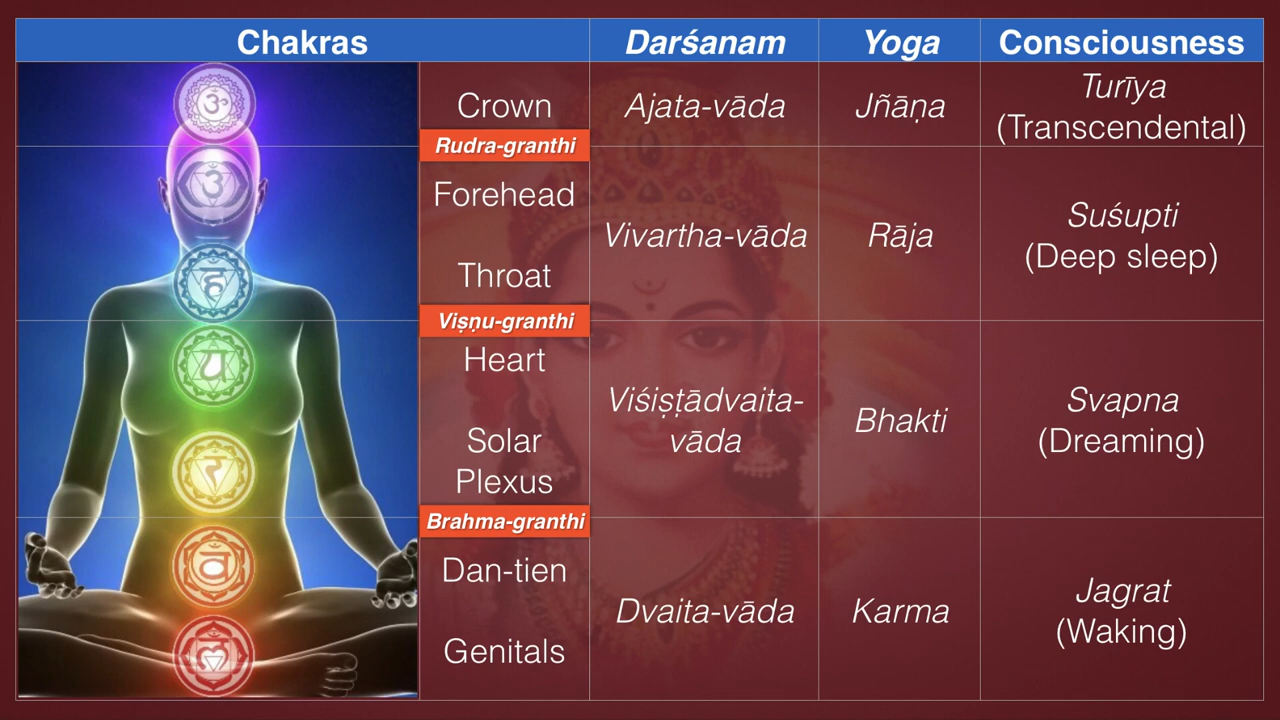 Chakras
Darśanam
Yoga
Consciousness
ॐ
Crown
Ajata-vāda
Jñāṇa
Turīya
(Transcendental)
Rudra-granthi
ॐ
Forehead
Vivartha-vāda
Rāja
Suśupti
(Deep sleep)
हं
Throat
Viṣṇu-granthi
यं
Heart
Viśiṣṭādvaita-
vāda
Bhakti
Svapna
(Dreaming)
रं
Solar
Plexus
Brahma-granthi
वं
Dan-tien
Dvaita-vāda
Karma
Jagrat
(Waking)
लं
Genitals